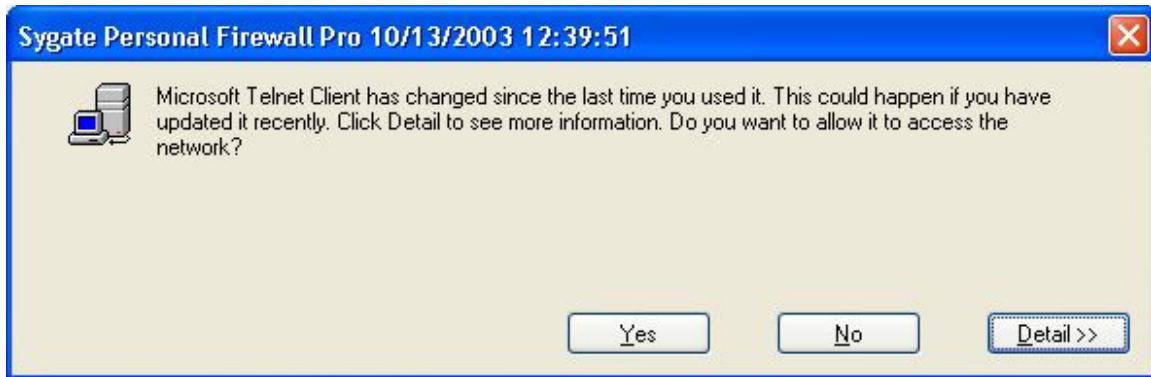 Sygate Personal Firewall Pro 10/13/2003 12:39:51
Microsoft Telnet Client has changed since the last time you used it. This could happen if you have
updated it recently. Click Detail to see more information. Do you want to allow it to access the
network?
Yes
No
Detail >>